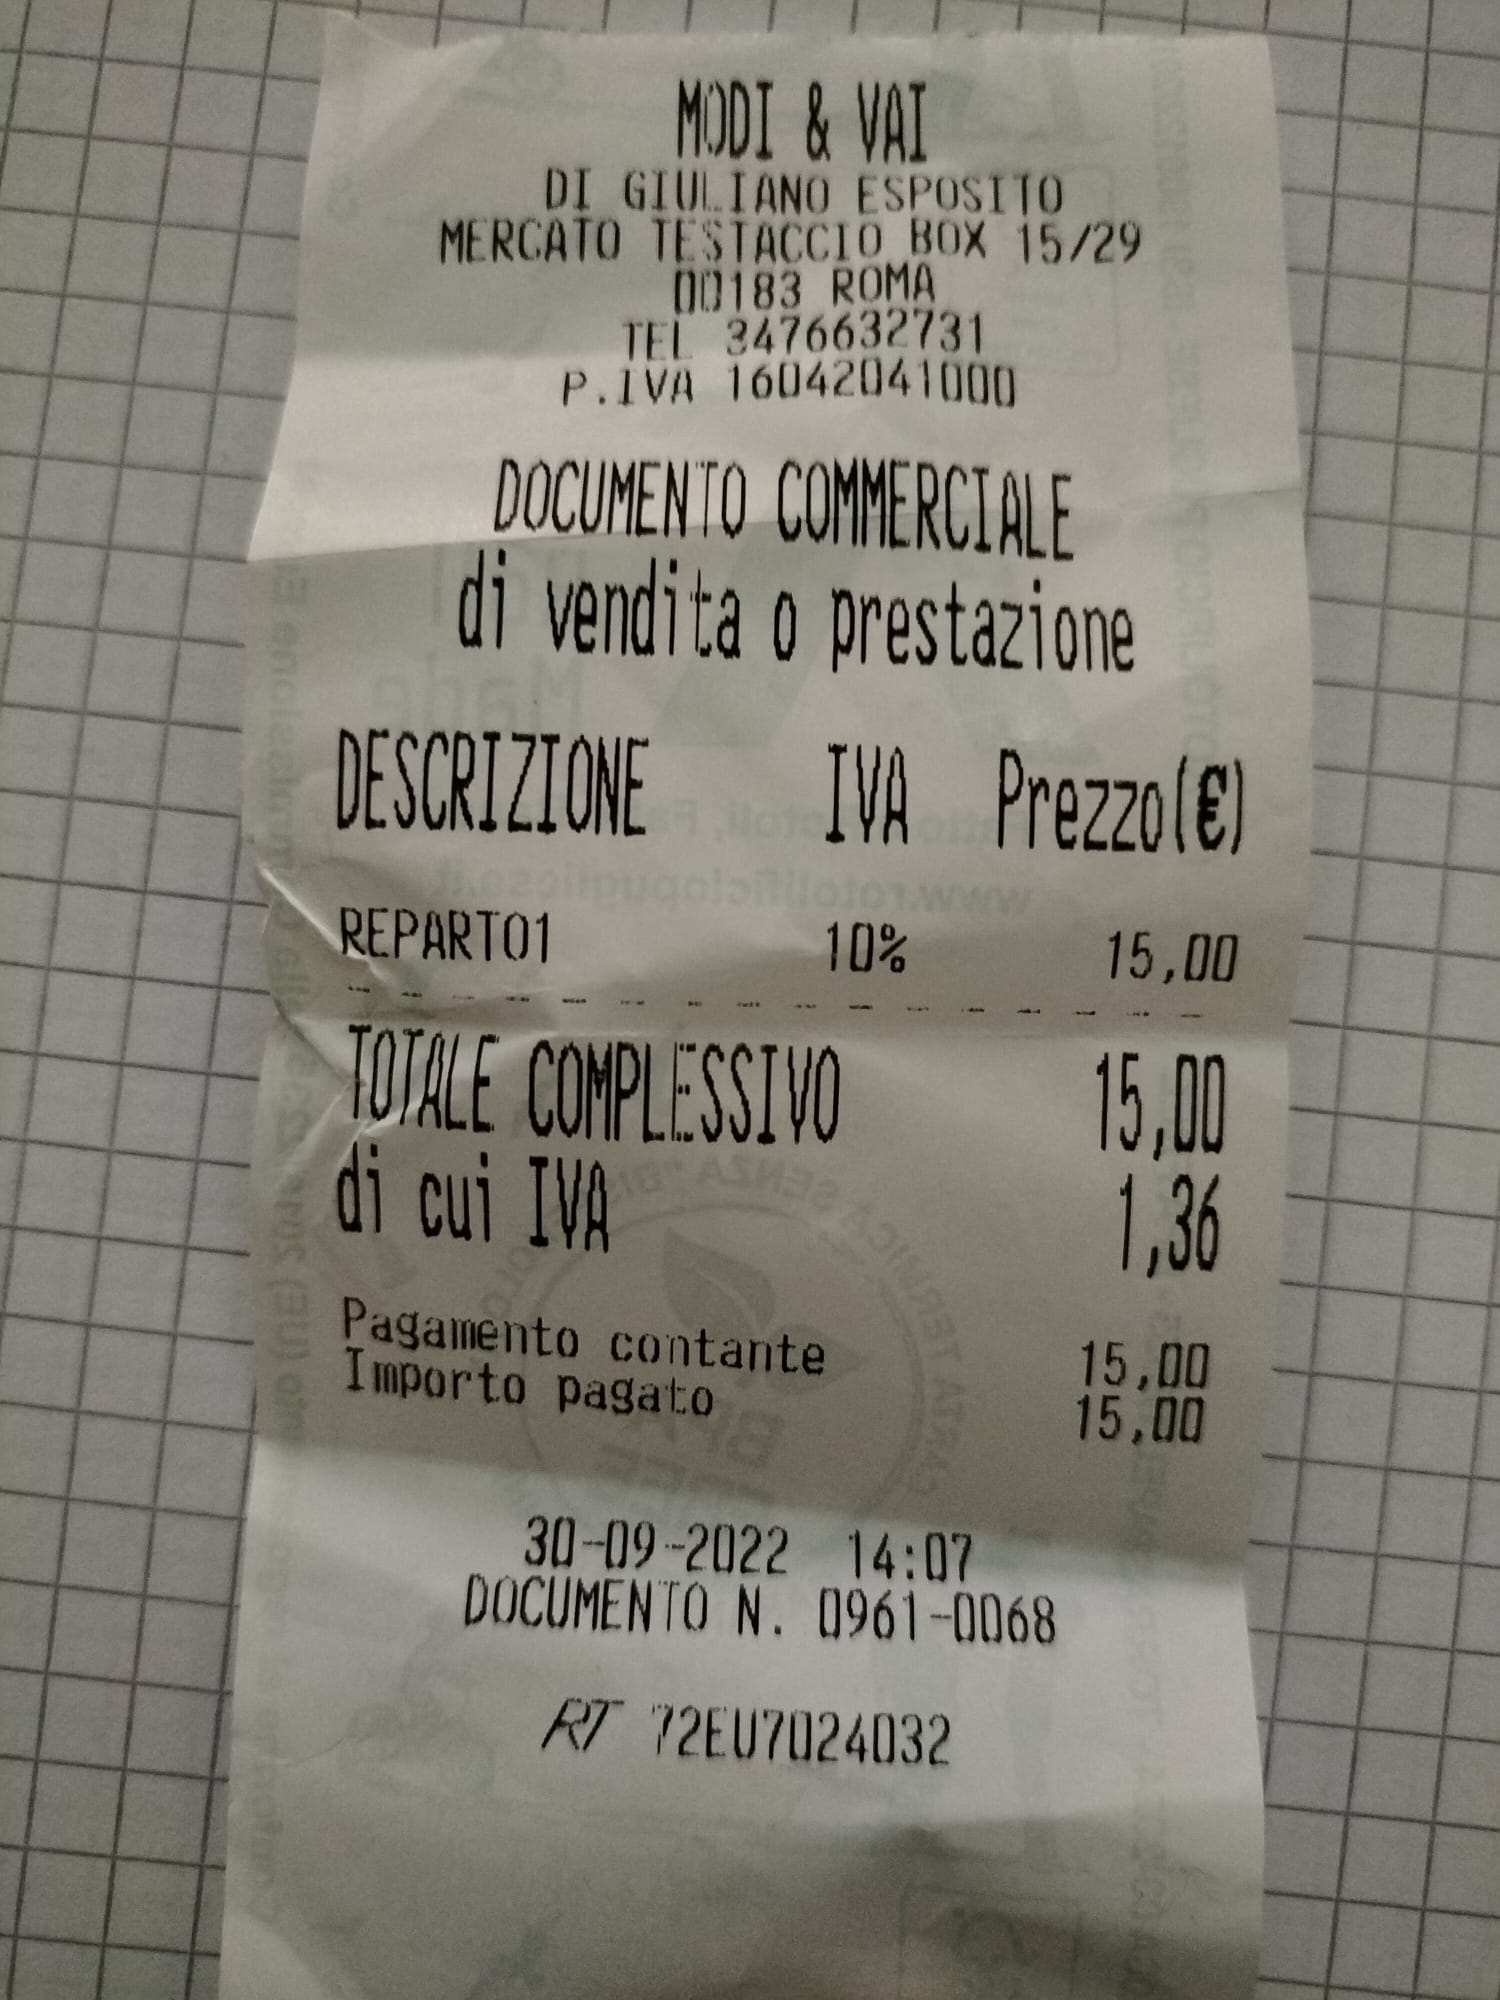 MODI & VAI
DI GIULIANO ESPOSITO
MERCATO TESTACCIO BOX 15/29
00183 ROMA
TEL 3476632731
P.IVA 16042041000
DOCUMENTO COMMERCIALE
di vendita o prestazione
DESCRIZIONE IVA Prezzo(€)
REPARTO1 10% 15,00
TOTALE COMPLESSIVO 15,00
di cui IVA 1,36
Pagamento contante 15,00
Importo pagato 15,00
30-09-2022 14:07
DOCUMENTO N. 0961-0068
RT 72EU7024032